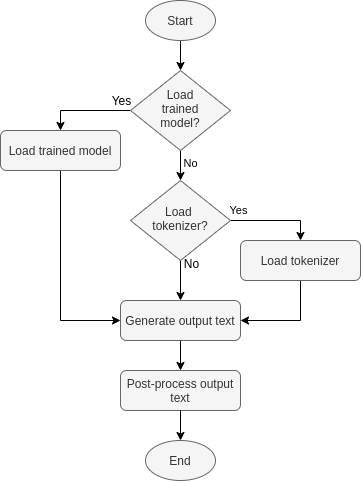 Start
Load
trained
model?
Yes
No
Load trained model
Load
tokenizer?
Yes
No
Load tokenizer
Generate output text
Post-process output
text
End